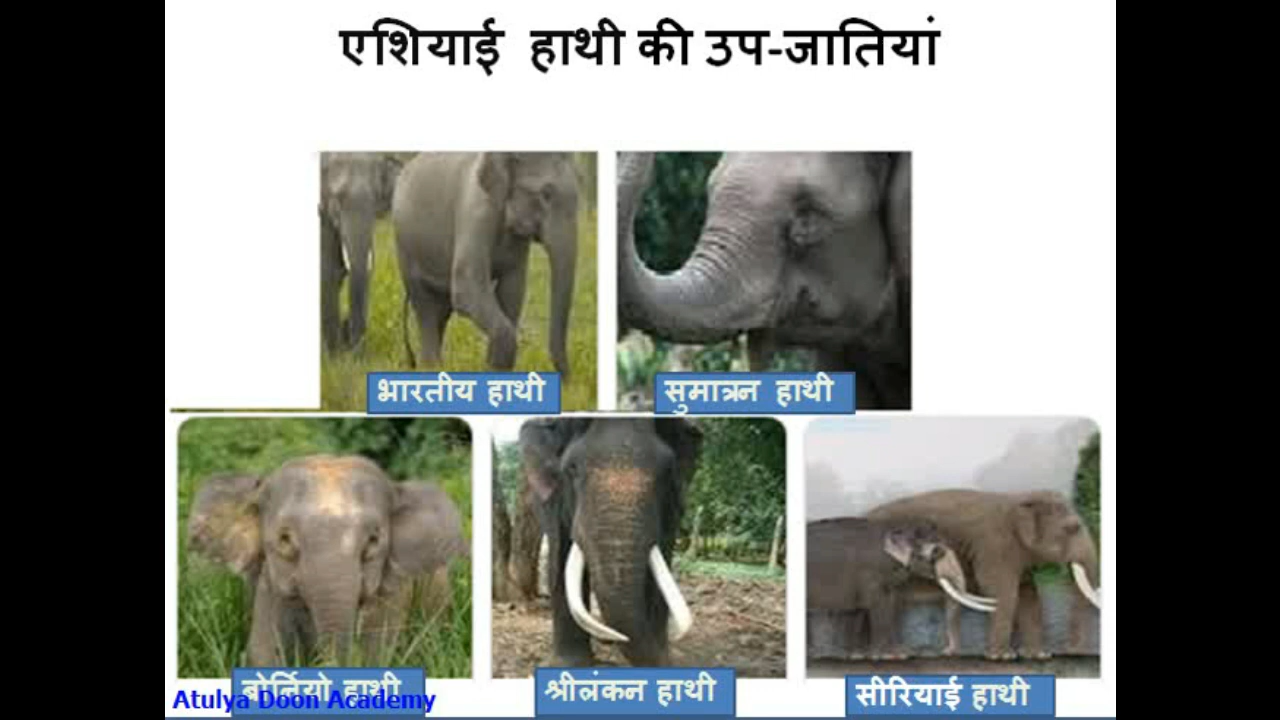 एशियाई हाथी की उप-जातियां
भारतीय हाथी
सुमात्रन हाथी
बोर्नियो हाथी
श्रीलंकन हाथी
सीरियाई हाथी
Atulya Doon Academy